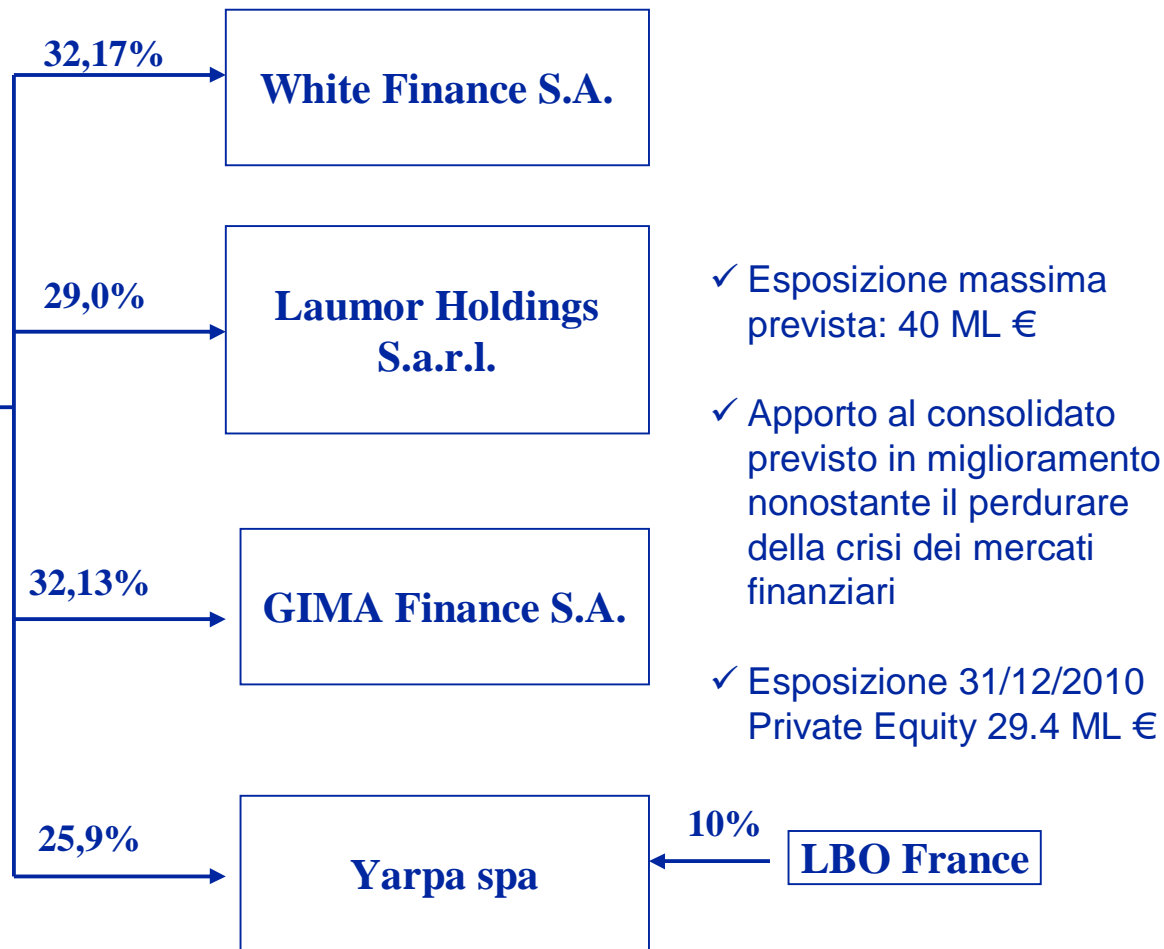 32,17%
White Finance S.A.
29,0%
Laumor Holdings
S.a.r.l.
✓ Esposizione massima
prevista: 40 ML €
✓ Apporto al consolidato
previsto in miglioramento
nonostante il perdurare
della crisi dei mercati
finanziari
32,13%
GIMA Finance S.A.
✓ Esposizione 31/12/2010
Private Equity 29.4 ML €
25,9%
Yarpa spa
10%
LBO France